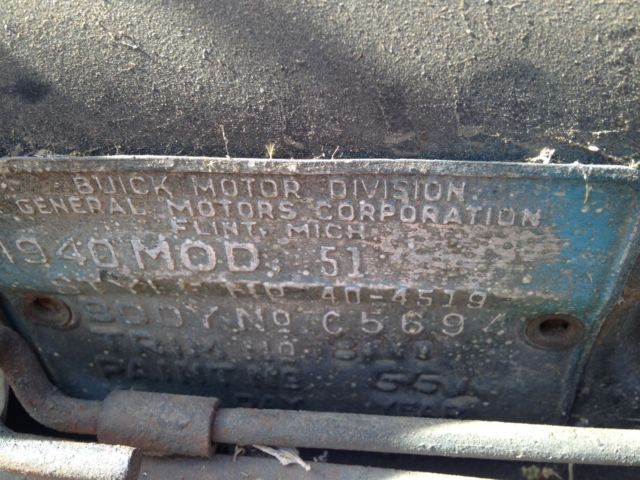 BUICK MOTOR DIVISION
GENERAL MOTORS CORPORATION
FLINT, MICH.
1940 MOD. 51
STYLE NO 40-4519
BODY NO C5694
TRIM NO
PAINT NO